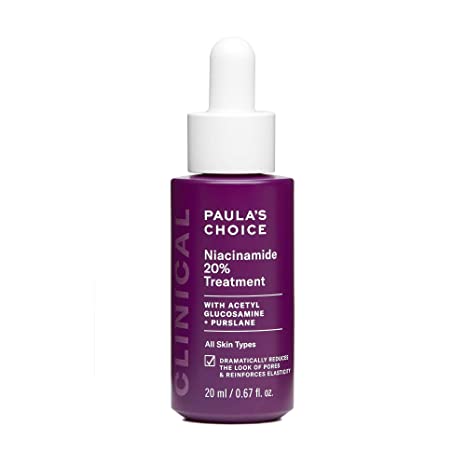 CLINICAL
PAULA'S
CHOICE
Niacinamide
20%
Treatment
WITH ACETYL
GLUCOSAMINE
+ PURSLANE
All Skin Types
DRAMATICALLY REDUCES
THE LOOK OF PORES
& REINFORCES ELASTICITY
20 ml / 0.67 fl. oz.